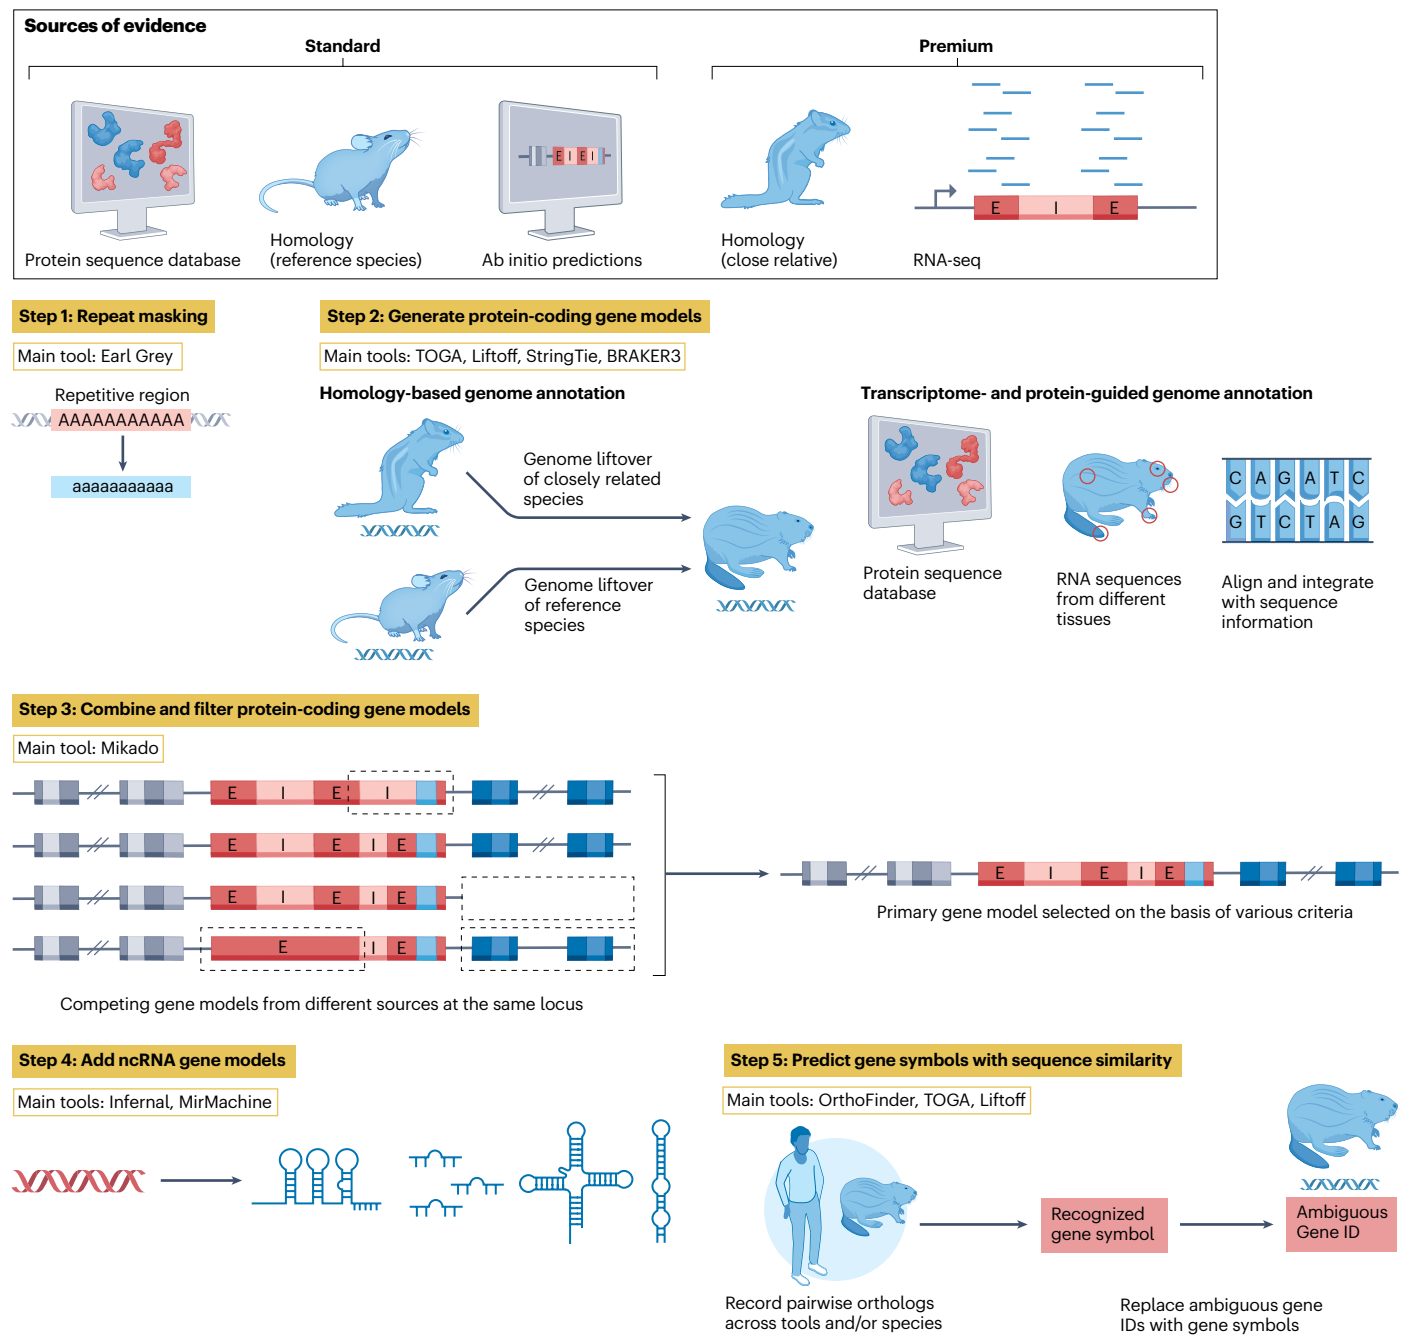 Sources of evidence
Standard
Premium
E I E I
E I E
Protein sequence database
Homology
(reference species)
Ab initio predictions
Homology
(close relative)
RNA-seq
Step 1: Repeat masking
Main tool: Earl Grey
Repetitive region
AAAAAAAAAAA
aaaaaaaaaaa
Step 2: Generate protein-coding gene models
Main tools: TOGA, Liftoff, StringTie, BRAKER3
Homology-based genome annotation
Genome liftover
of closely related
species
Genome liftover
of reference
species
Transcriptome- and protein-guided genome annotation
Protein sequence
database
RNA sequences
from different
tissues
C A G A T C
G T C T A G
Align and integrate
with sequence
information
Step 3: Combine and filter protein-coding gene models
Main tool: Mikado
E I E I
E I E I E
E I E I E
E I E
Competing gene models from different sources at the same locus
E I E I E
Primary gene model selected on the basis of various criteria
Step 4: Add ncRNA gene models
Main tools: Infernal, MirMachine
Step 5: Predict gene symbols with sequence similarity
Main tools: OrthoFinder, TOGA, Liftoff
Record pairwise orthologs
across tools and/or species
Recognized
gene symbol
Ambiguous
Gene ID
Replace ambiguous gene
IDs with gene symbols